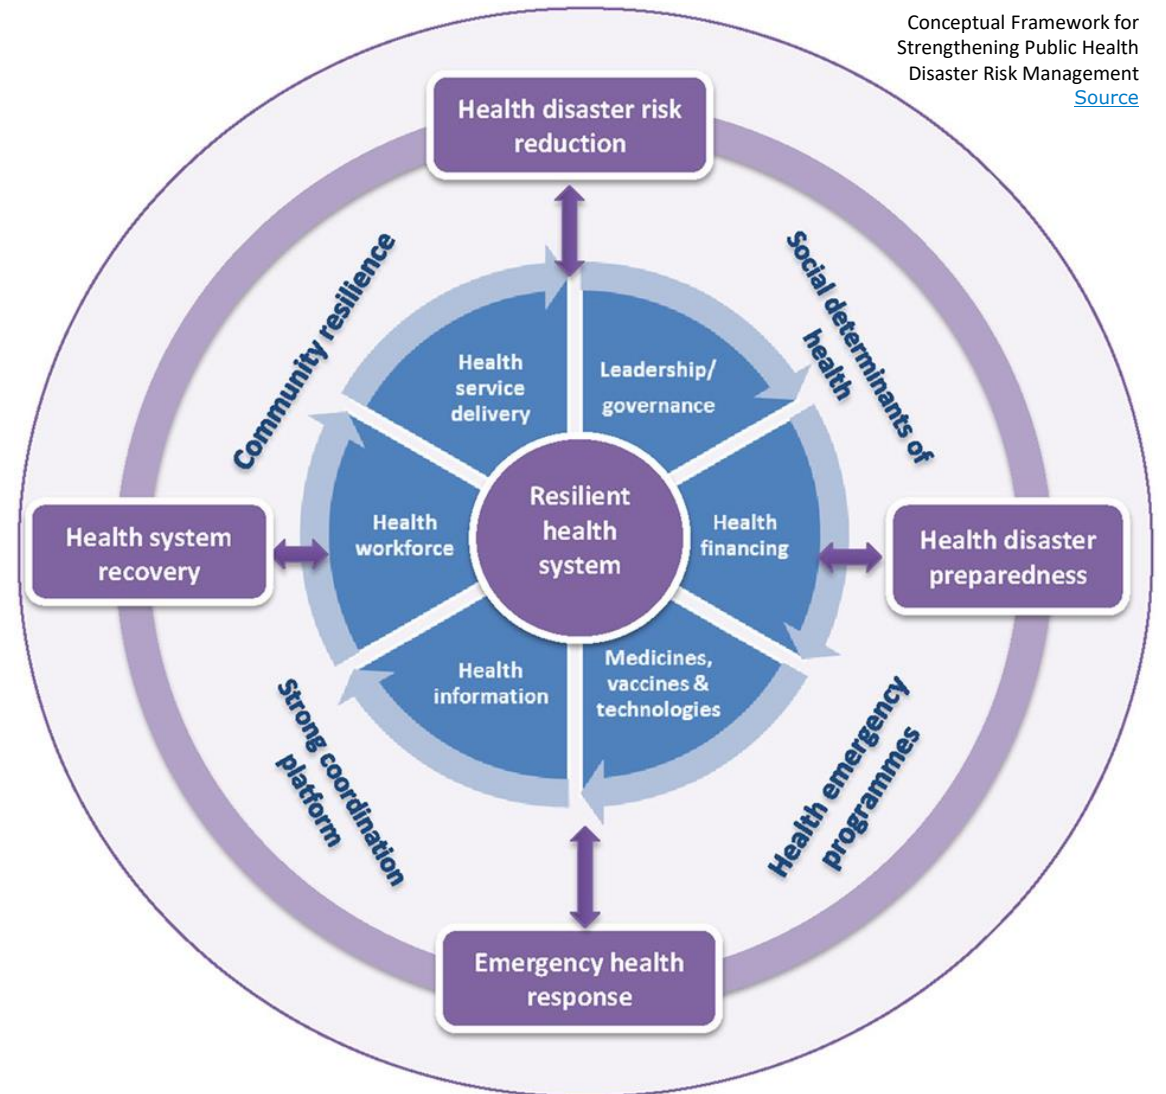 Conceptual Framework for
Strengthening Public Health
Disaster Risk Management
Source
Health disaster risk
reduction
Community resilience
Social determinants of
health
Health
service
delivery
Leadership/
governance
Resilient
health
system
Health system
recovery
Health
workforce
Health
financing
Health disaster
preparedness
Health
information
Medicines,
vaccines &
technologies
Strong coordination
platform
Health emergency
programmes
Emergency health
response